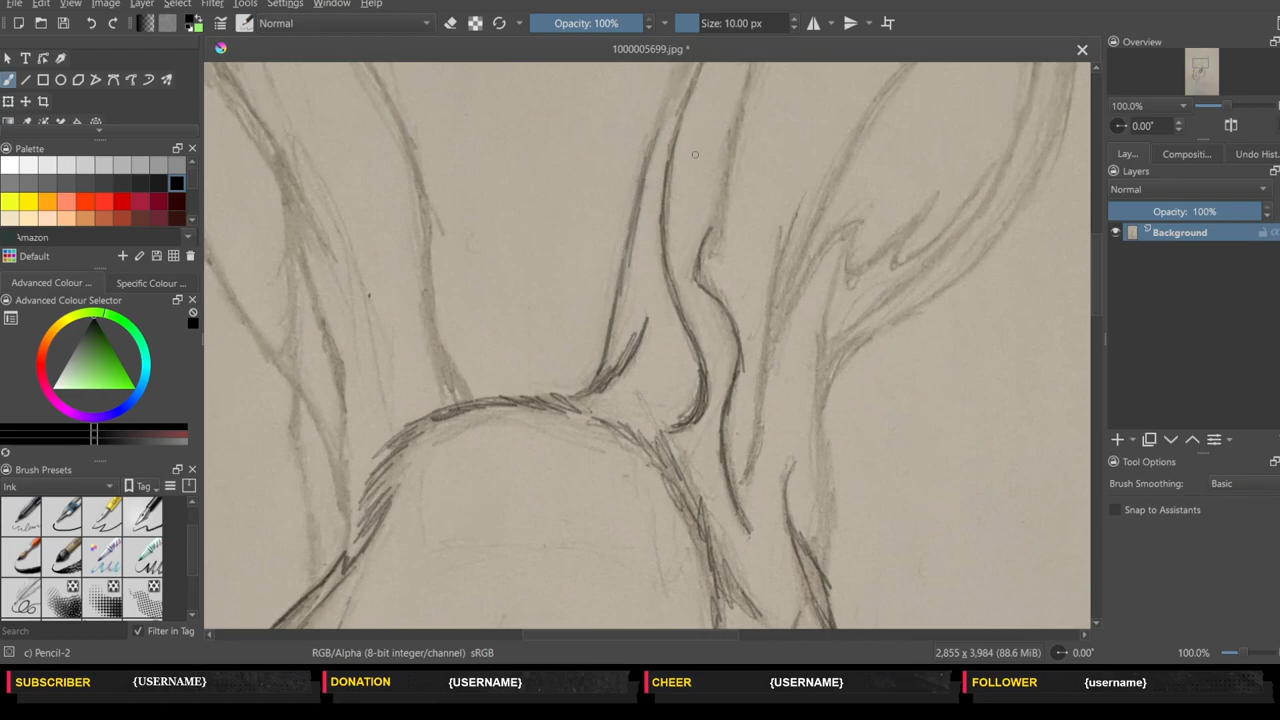 File Edit View Image Layer Select Filter Tools Settings Window Help
Normal
Opacity: 100%
Size: 10.00 px
1000005699.jpg *
Overview
100.0%
0.00°
Palette
Amazon
Default
Advanced Colour ...
Specific Colour ...
Advanced Colour Selector
Lay...
Compositi...
Undo Hist...
Layers
Normal
Opacity: 100%
Background
Tool Options
Brush Smoothing:
Basic
Snap to Assistants
Brush Presets
Ink
Tag
Search
Filter in Tag
c) Pencil-2
RGB/Alpha (8-bit integer/channel) sRGB
2,855 x 3,984 (88.6 MiB)
0.00°
100.0%
SUBSCRIBER
{USERNAME}
DONATION
{USERNAME}
CHEER
{USERNAME}
FOLLOWER
{username}